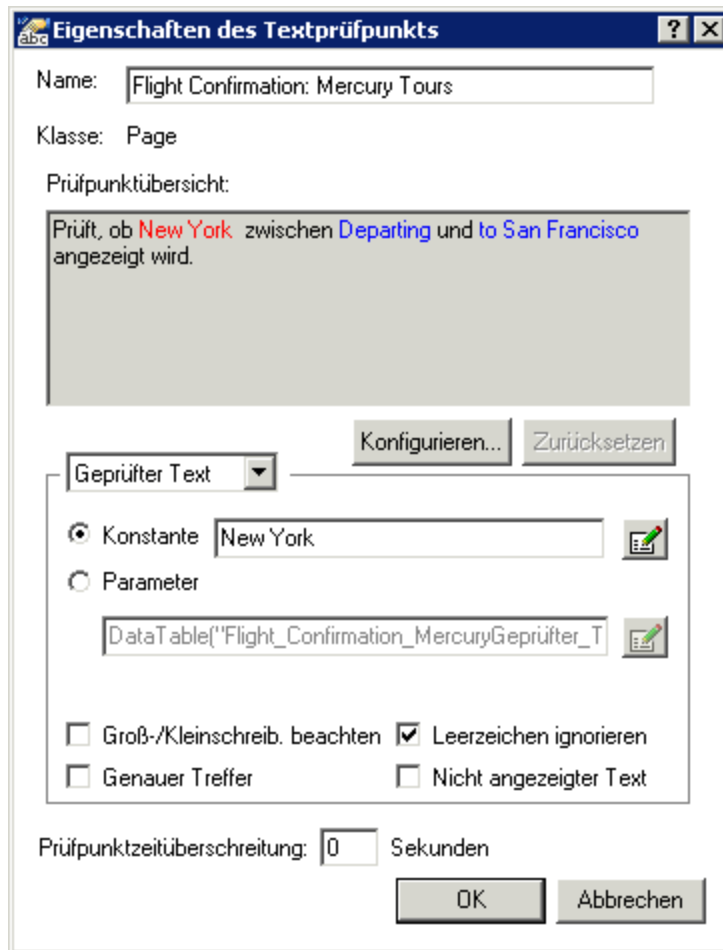 abc Eigenschaften des Textprüfpunkts ? X
Name: Flight Confirmation: Mercury Tours
Klasse: Page
Prüfpunktübersicht:
Prüft, ob New York zwischen Departing und to San Francisco
angezeigt wird.
Konfigurieren... Zurücksetzen
Geprüfter Text
Konstante New York
Parameter
DataTable("Flight_Confirmation_MercuryGeprüfter_T
Groß-/Kleinschreib. beachten Leerzeichen ignorieren
Genauer Treffer Nicht angezeigter Text
Prüfpunktzeitüberschreitung: 0 Sekunden
OK Abbrechen